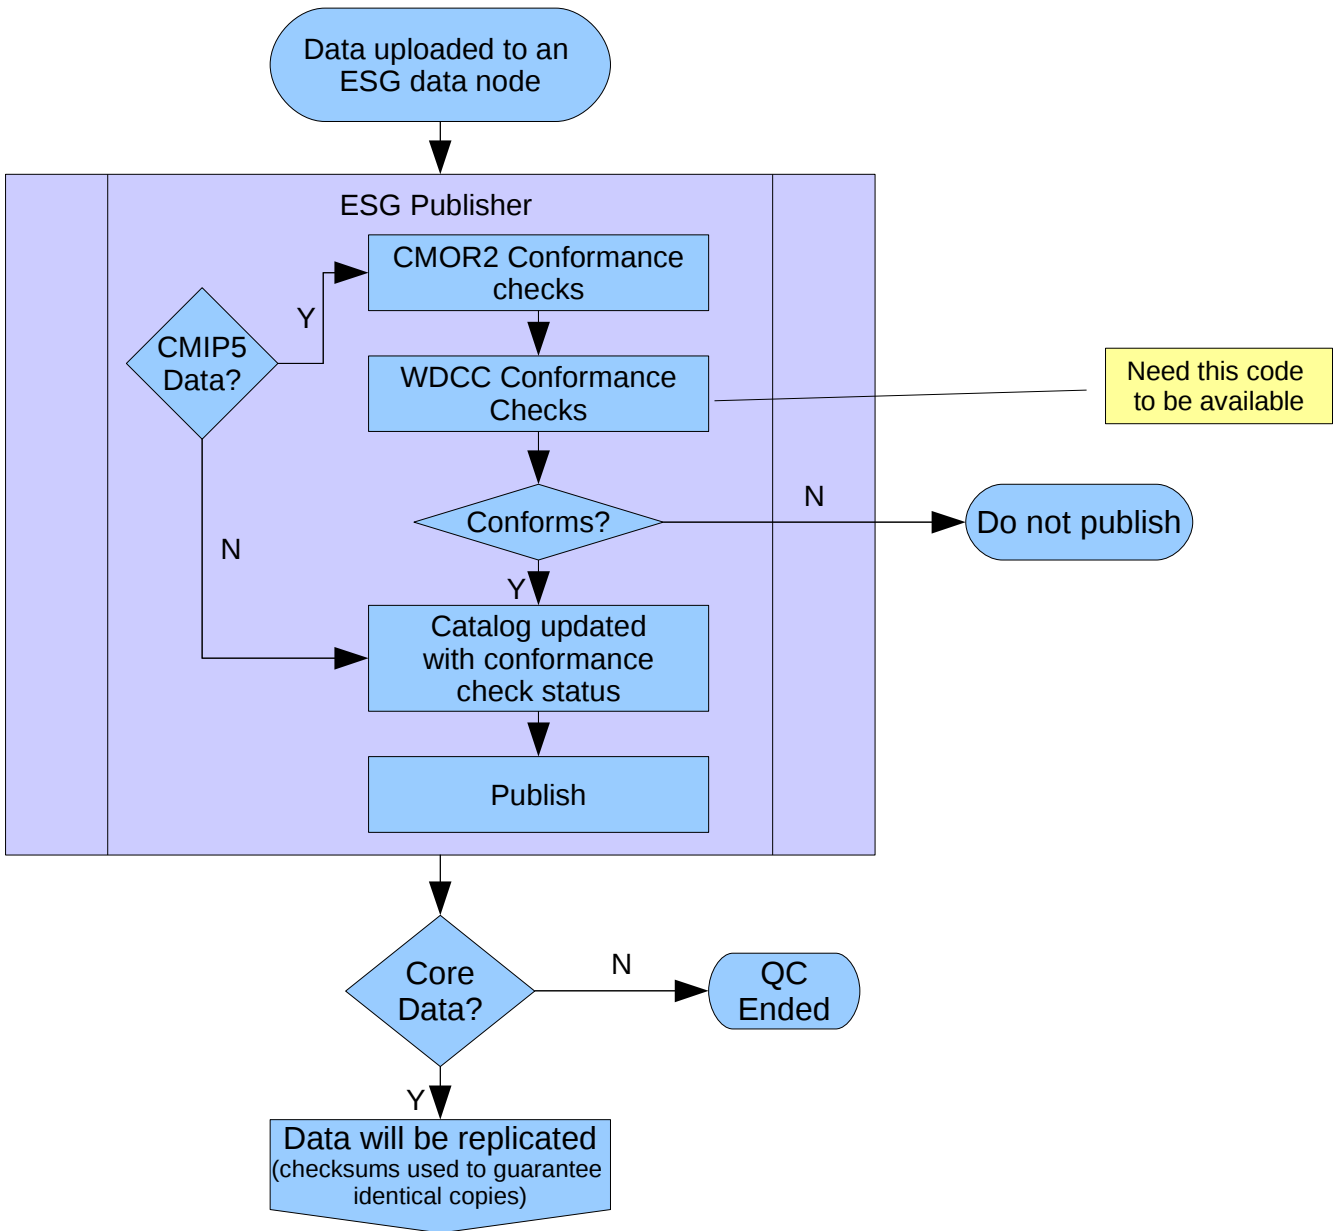 Data uploaded to an
ESG data node
ESG Publisher
CMOR2 Conformance
checks
Y
CMIP5
Data?
WDCC Conformance
Checks
Need this code
to be available
N
Conforms?
Do not publish
N
Y
Catalog updated
with conformance
check status
Publish
Core
Data?
N
QC
Ended
Y
Data will be replicated
(checksums used to guarantee
identical copies)